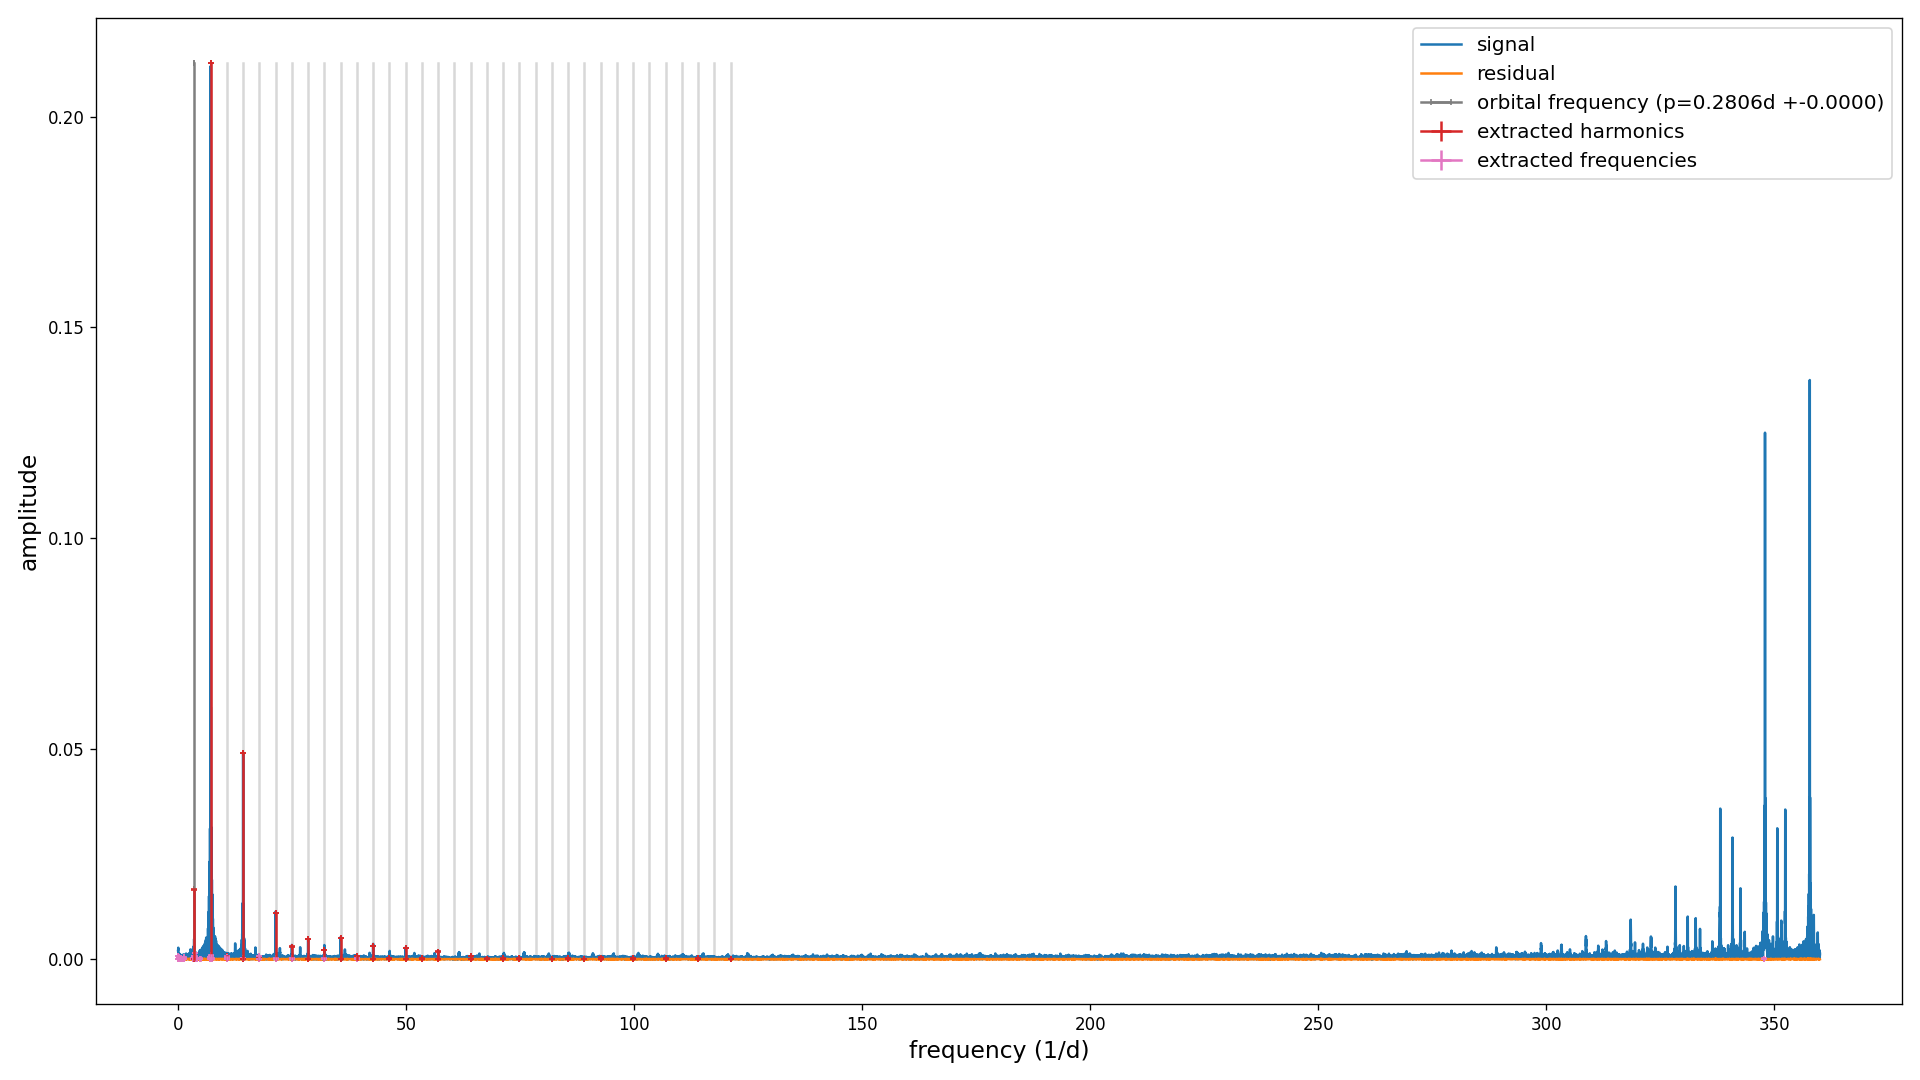 signal
residual
orbital frequency (p=0.2806d +-0.0000)
extracted harmonics
extracted frequencies
0.20
0.15
0.10
0.05
0.00
amplitude
0 50 100 150 200 250 300 350
frequency (1/d)